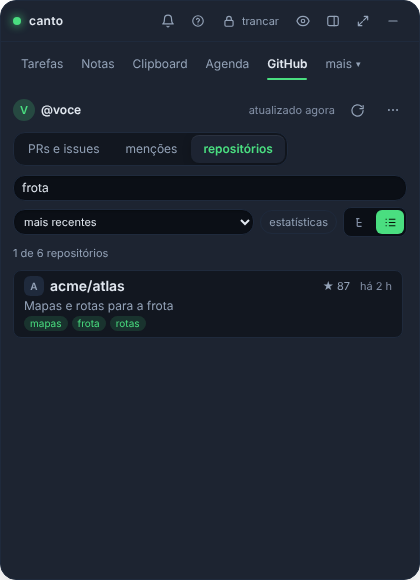 canto
trancar
Tarefas Notas Clipboard Agenda GitHub mais ▾
V @voce atualizado agora
PRs e issues menções repositórios
frota
mais recentes estatísticas
1 de 6 repositórios
A acme/atlas ★ 87 há 2 h
Mapas e rotas para a frota
mapas frota rotas